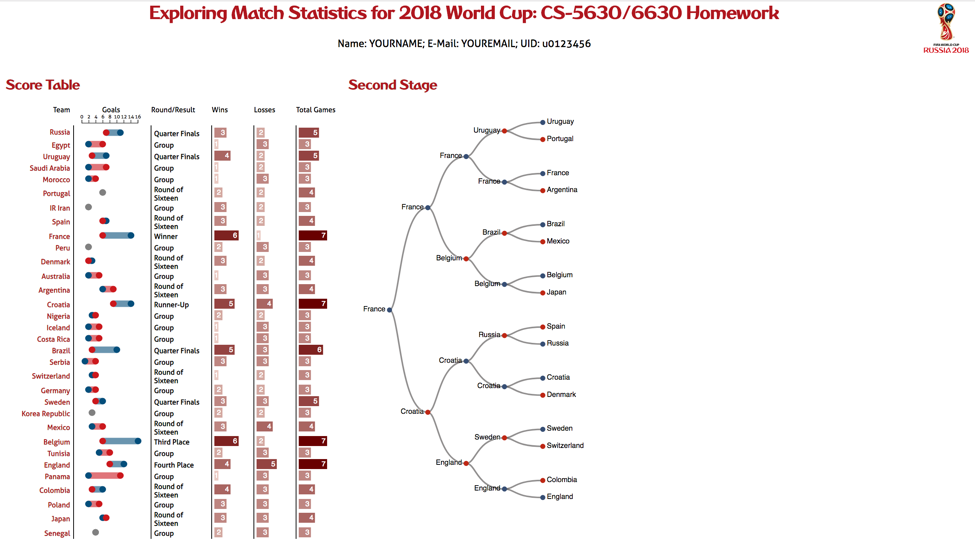 Exploring Match Statistics for 2018 World Cup: CS-5630/6630 Homework
Name: YOURNAME; E-Mail: YOUREMAIL; UID: u0123456
FIFA WORLD CUP
RUSSIA 2018
Score Table
Team Goals Round/Result Wins Losses Total Games
0 2 4 6 8 10 12 14 16
Russia Quarter Finals 3 2 5
Egypt Group 1 3 3
Uruguay Quarter Finals 4 2 5
Saudi Arabia Group 1 2 3
Morocco Group 1 3 3
Portugal Round of Sixteen 2 2 4
IR Iran Group 3 2 3
Spain Round of Sixteen 3 2 4
France Winner 6 1 7
Peru Group 2 3 3
Denmark Round of Sixteen 3 2 4
Australia Group 1 3 3
Argentina Round of Sixteen 3 3 4
Croatia Runner-Up 5 4 7
Nigeria Group 2 2 3
Iceland Group 1 3 3
Costa Rica Group 1 3 3
Brazil Quarter Finals 5 3 6
Serbia Group 3 3 3
Switzerland Round of Sixteen 1 2 3
Germany Group 2 2 3
Sweden Quarter Finals 3 3 5
Korea Republic Group 2 2 3
Mexico Round of Sixteen 3 4 4
Belgium Third Place 6 2 7
Tunisia Group 2 3 3
England Fourth Place 4 5 7
Panama Group 1 3 3
Colombia Round of Sixteen 4 3 4
Poland Group 3 3 3
Japan Round of Sixteen 3 3 4
Senegal Group 2 3 3
Second Stage
Uruguay
Uruguay
Portugal
France
France
France
Argentina
France
Brazil
Brazil
Mexico
Belgium
Belgium
Belgium
Japan
France
Spain
Russia
Russia
Croatia
Croatia
Croatia
Denmark
Croatia
Sweden
Sweden
Switzerland
England
Colombia
England
England